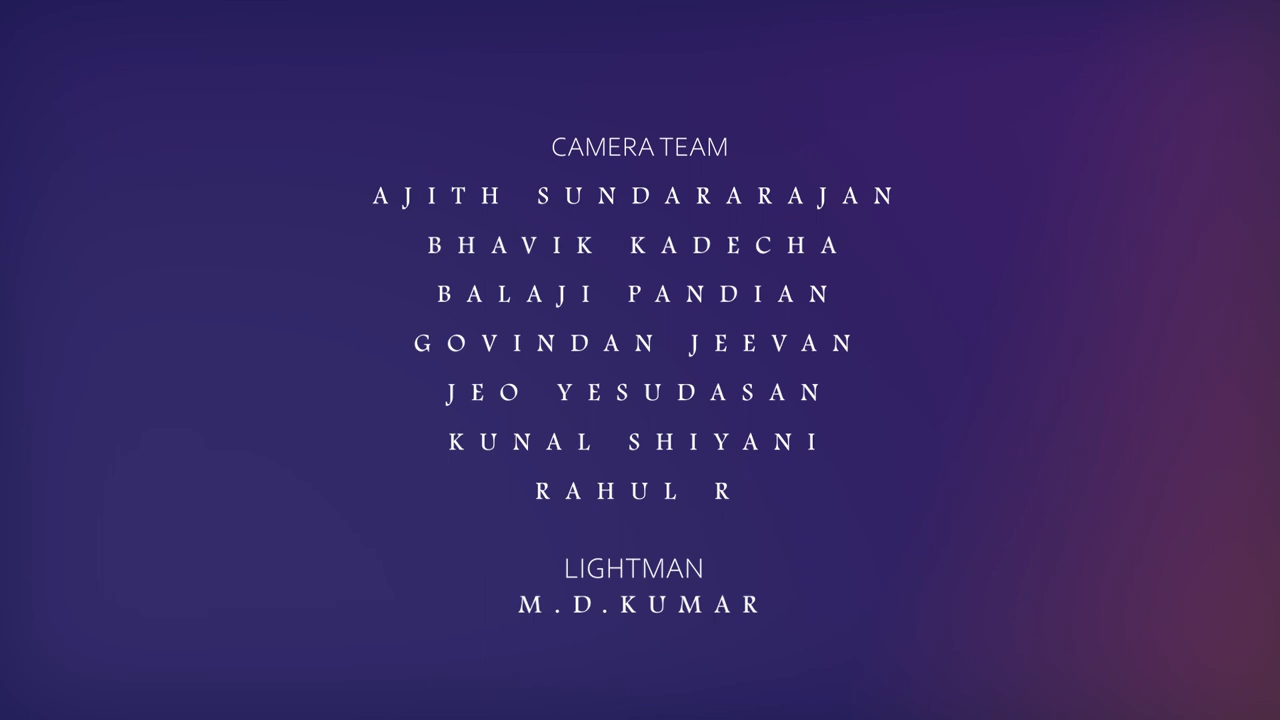 CAMERA TEAM
AJITH SUNDARARAJAN
BHAVIK KADECHA
BALAJI PANDIAN
GOVINDAN JEEVAN
JEO YESUDASAN
KUNAL SHIYANI
RAHUL R
LIGHTMAN
M.D.KUMAR